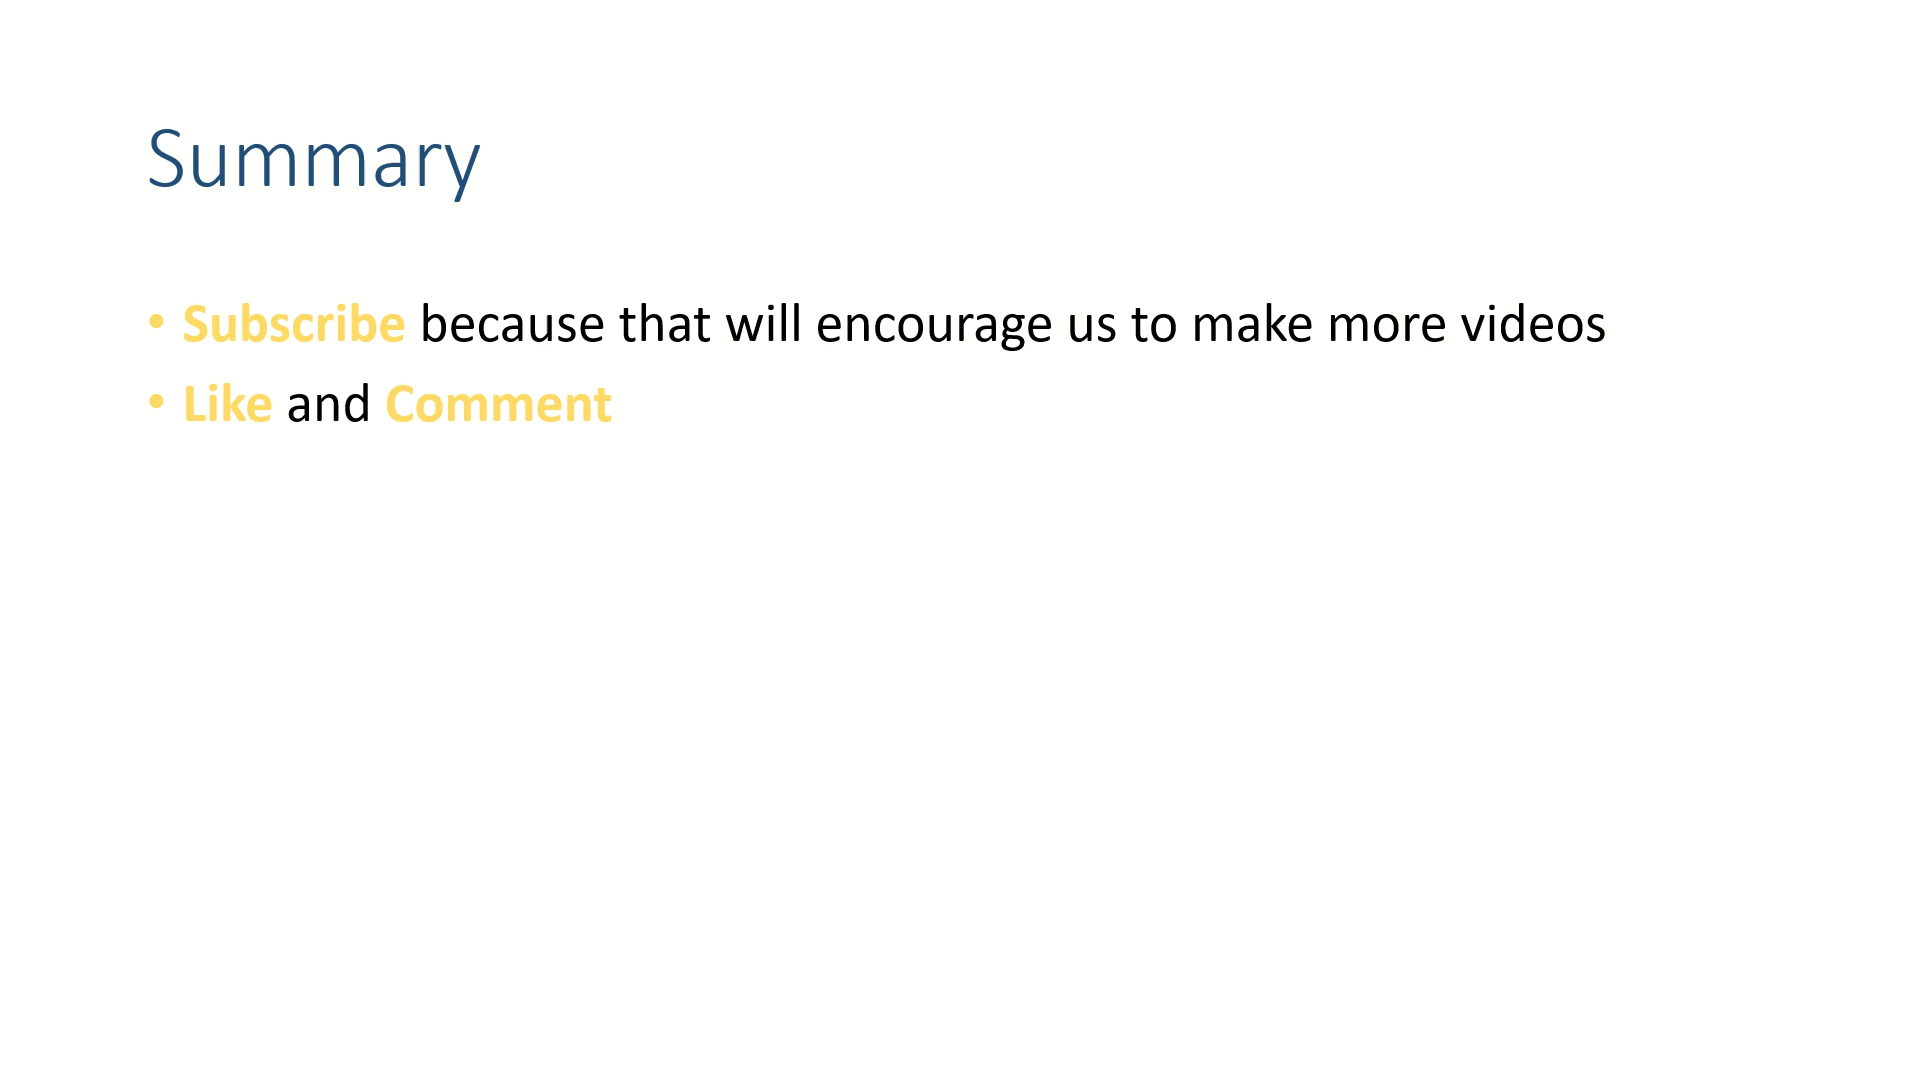 Summary
• Subscribe because that will encourage us to make more videos
• Like and Comment